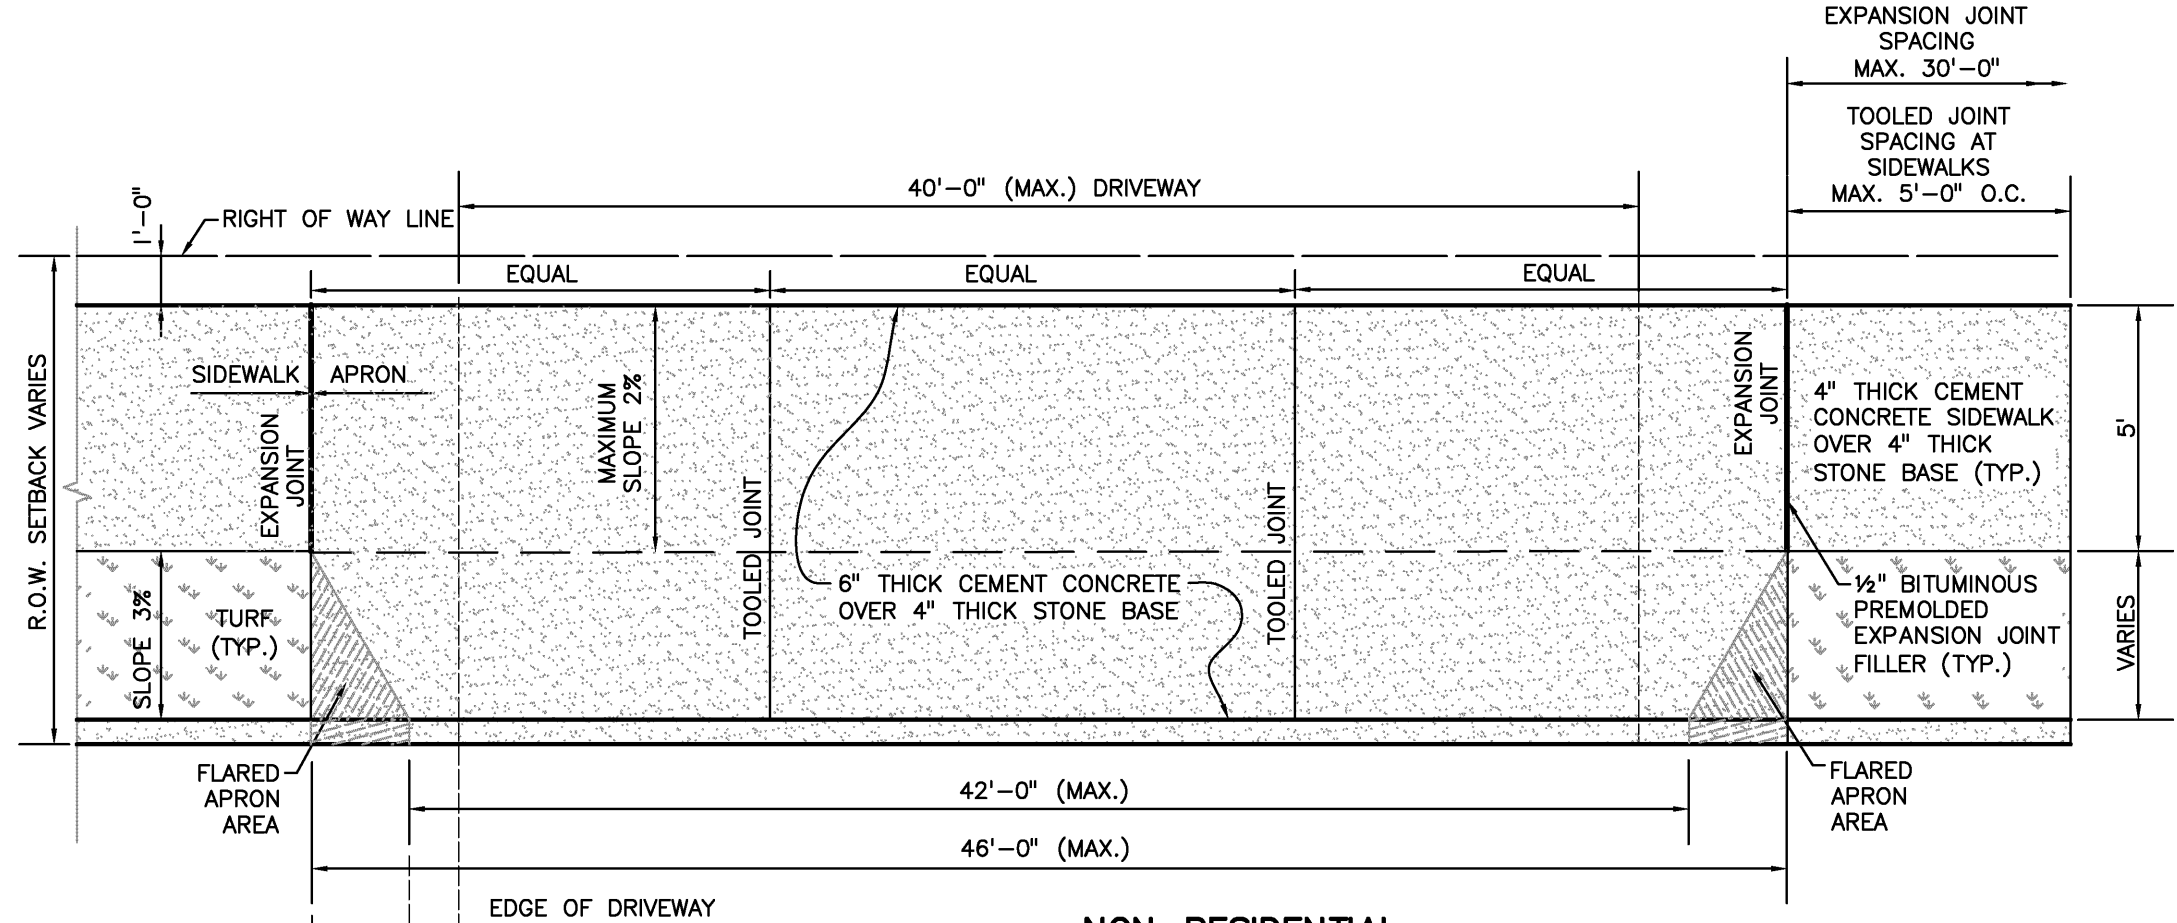 EXPANSION JOINT
SPACING
MAX. 30'-0"
TOOLED JOINT
SPACING AT
SIDEWALKS
MAX. 5'-0" O.C.
40'-0" (MAX.) DRIVEWAY
1'-0"
RIGHT OF WAY LINE
EQUAL
EQUAL
EQUAL
R.O.W. SETBACK VARIES
SIDEWALK
APRON
EXPANSION
JOINT
MAXIMUM
SLOPE 2%
TOOLED JOINT
TOOLED JOINT
EXPANSION
JOINT
4" THICK CEMENT
CONCRETE SIDEWALK
OVER 4" THICK
STONE BASE (TYP.)
5'
SLOPE 3%
TURF
(TYP.)
6" THICK CEMENT CONCRETE
OVER 4" THICK STONE BASE
½" BITUMINOUS
PREMOLDED
EXPANSION JOINT
FILLER (TYP.)
VARIES
FLARED
APRON
AREA
42'-0" (MAX.)
FLARED
APRON
AREA
46'-0" (MAX.)
EDGE OF DRIVEWAY
NON-RESIDENTIAL